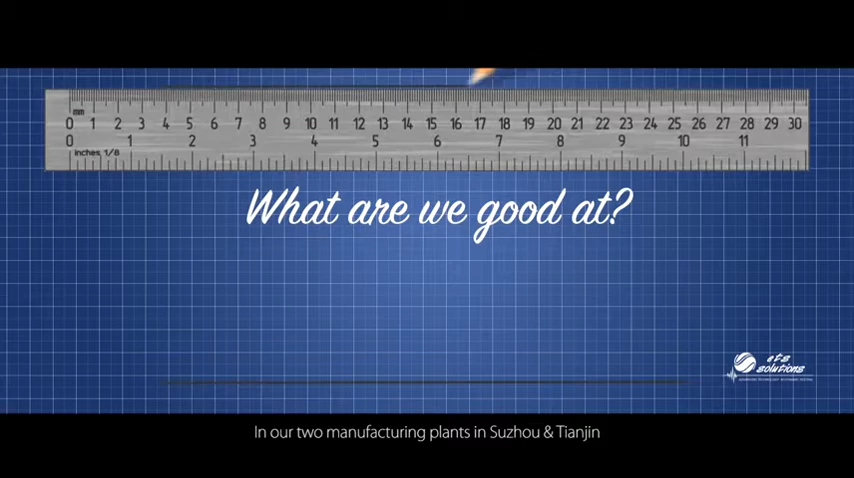 mm
0 1 2 3 4 5 6 7 8 9 10 11 12 13 14 15 16 17 18 19 20 21 22 23 24 25 26 27 28 29 30
0 1 2 3 4 5 6 7 8 9 10 11
inches, 1/8
What are we good at?
ets
solutions
In our two manufacturing plants in Suzhou & Tianjin